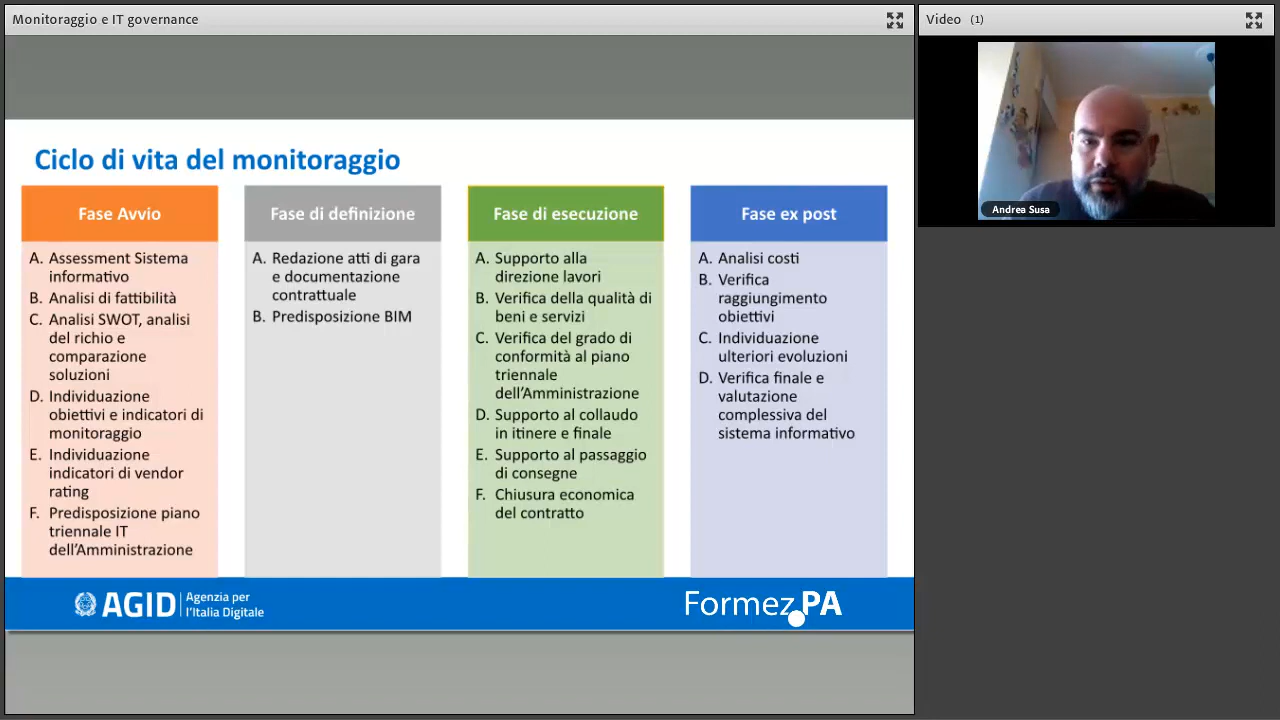 Monitoraggio e IT governance
Video (1)
Andrea Susa
Ciclo di vita del monitoraggio
Fase Avvio
A. Assessment Sistema
informativo
B. Analisi di fattibilità
C. Analisi SWOT, analisi
del richio e
comparazione
soluzioni
D. Individuazione
obiettivi e indicatori di
monitoraggio
E. Individuazione
indicatori di vendor
rating
F. Predisposizione piano
triennale IT
dell’Amministrazione
Fase di definizione
A. Redazione atti di gara
e documentazione
contrattuale
B. Predisposizione BIM
Fase di esecuzione
A. Supporto alla
direzione lavori
B. Verifica della qualità di
beni e servizi
C. Verifica del grado di
conformità al piano
triennale
dell’Amministrazione
D. Supporto al collaudo
in itinere e finale
E. Supporto al passaggio
di consegne
F. Chiusura economica
del contratto
Fase ex post
A. Analisi costi
B. Verifica
raggiungimento
obiettivi
C. Individuazione
ulteriori evoluzioni
D. Verifica finale e
valutazione
complessiva del
sistema informativo
AGID
Agenzia per
l’Italia Digitale
Formez PA